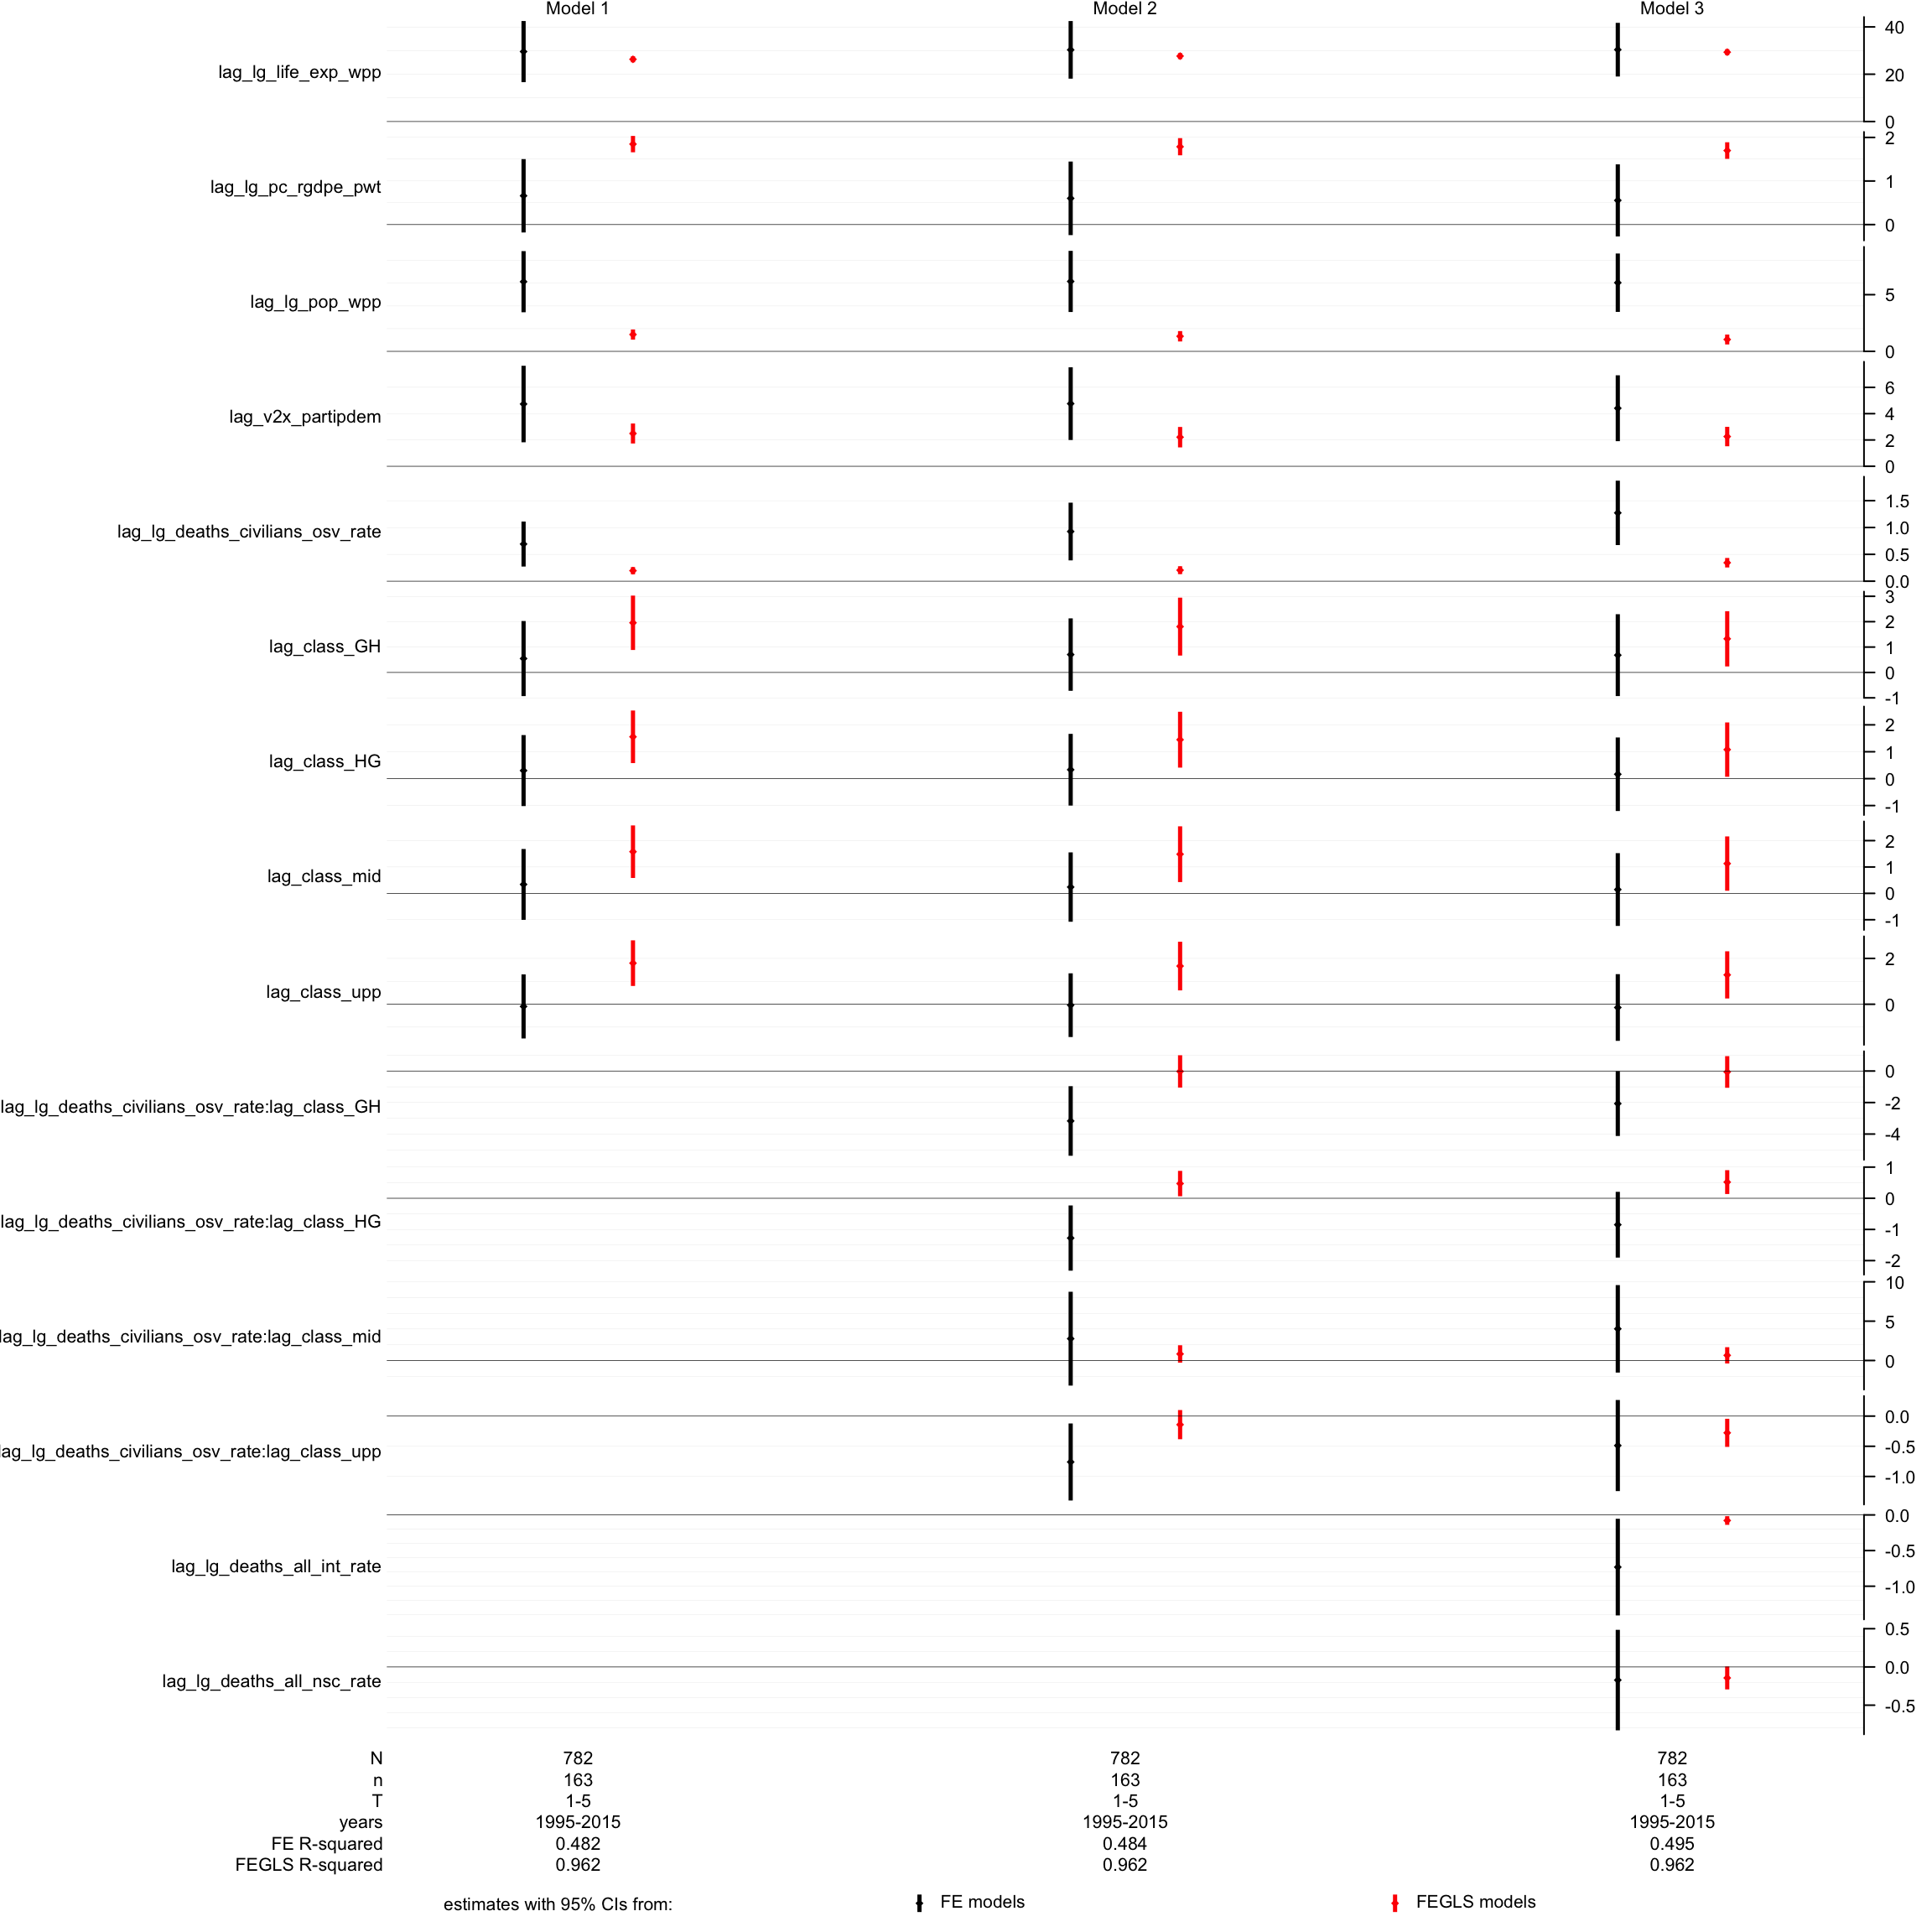 Model 1 Model 2 Model 3
lag_lg_life_exp_wpp
40
20
0
lag_lg_pc_rgdpe_pwt
2
1
0
lag_lg_pop_wpp
5
0
lag_v2x_partipdem
6
4
2
0
lag_lg_deaths_civilians_osv_rate
1.5
1.0
0.5
0.0
lag_class_GH
3
2
1
0
-1
lag_class_HG
2
1
0
-1
lag_class_mid
2
1
0
-1
lag_class_upp
2
0
lag_lg_deaths_civilians_osv_rate:lag_class_GH
0
-2
-4
lag_lg_deaths_civilians_osv_rate:lag_class_HG
1
0
-1
-2
lag_lg_deaths_civilians_osv_rate:lag_class_mid
10
5
0
lag_lg_deaths_civilians_osv_rate:lag_class_upp
0.0
-0.5
-1.0
lag_lg_deaths_all_int_rate
0.0
-0.5
-1.0
lag_lg_deaths_all_nsc_rate
0.5
0.0
-0.5
N 782 782 782
n 163 163 163
T 1-5 1-5 1-5
years 1995-2015 1995-2015 1995-2015
FE R-squared 0.482 0.484 0.495
FEGLS R-squared 0.962 0.962 0.962
estimates with 95% CIs from: FE models FEGLS models